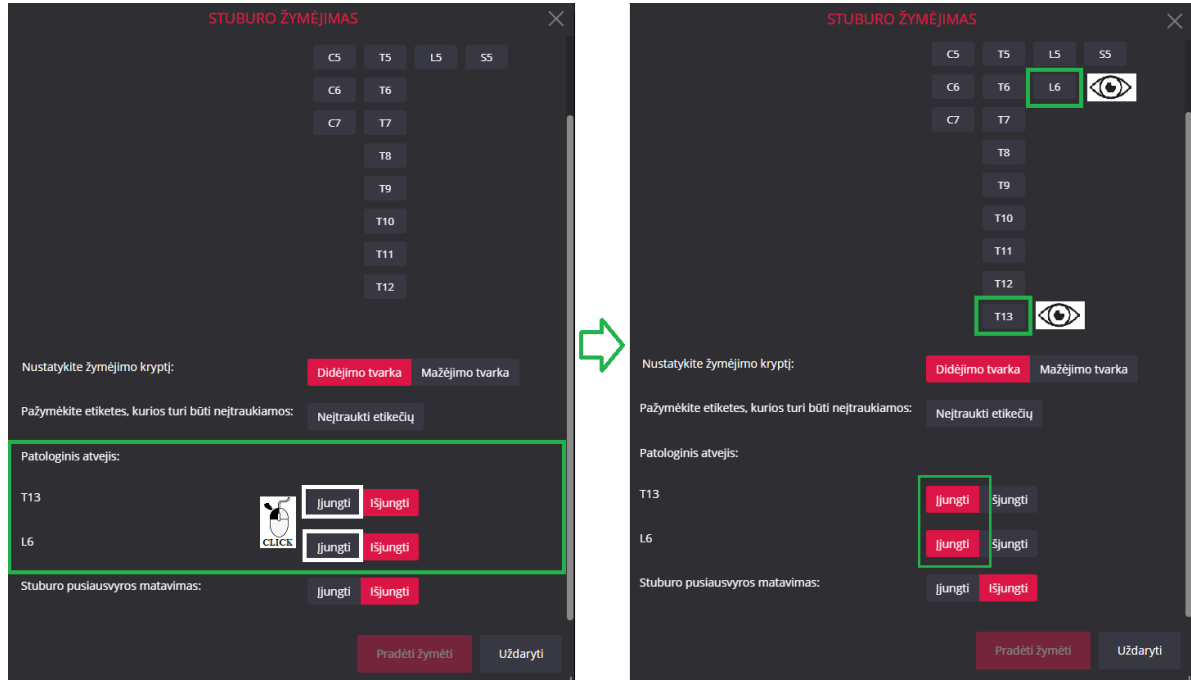 STUBURO ŽYMĖJIMAS
C5 T5 L5 S5
C6 T6
C7 T7
T8
T9
T10
T11
T12
Nustatykite žymėjimo kryptį:
Didėjimo tvarka Mažėjimo tvarka
Pažymėkite etiketes, kurios turi būti neįtraukiamos:
Neįtraukti etikečių
Patologinis atvejis:
T13
Įjungti Išjungti
CLICK
L6
Įjungti Išjungti
Stuburo pusiausvyros matavimas:
Įjungti Išjungti
Pradėti žymėti Uždaryti
STUBURO ŽYMĖJIMAS
C5 T5 L5 S5
C6 T6 L6
C7 T7
T8
T9
T10
T11
T12
T13
Nustatykite žymėjimo kryptį:
Didėjimo tvarka Mažėjimo tvarka
Pažymėkite etiketes, kurios turi būti neįtraukiamos:
Neįtraukti etikečių
Patologinis atvejis:
T13
Įjungti šjungti
L6
Įjungti šjungti
Stuburo pusiausvyros matavimas:
Įjungti Išjungti
Pradėti žymėti Uždaryti